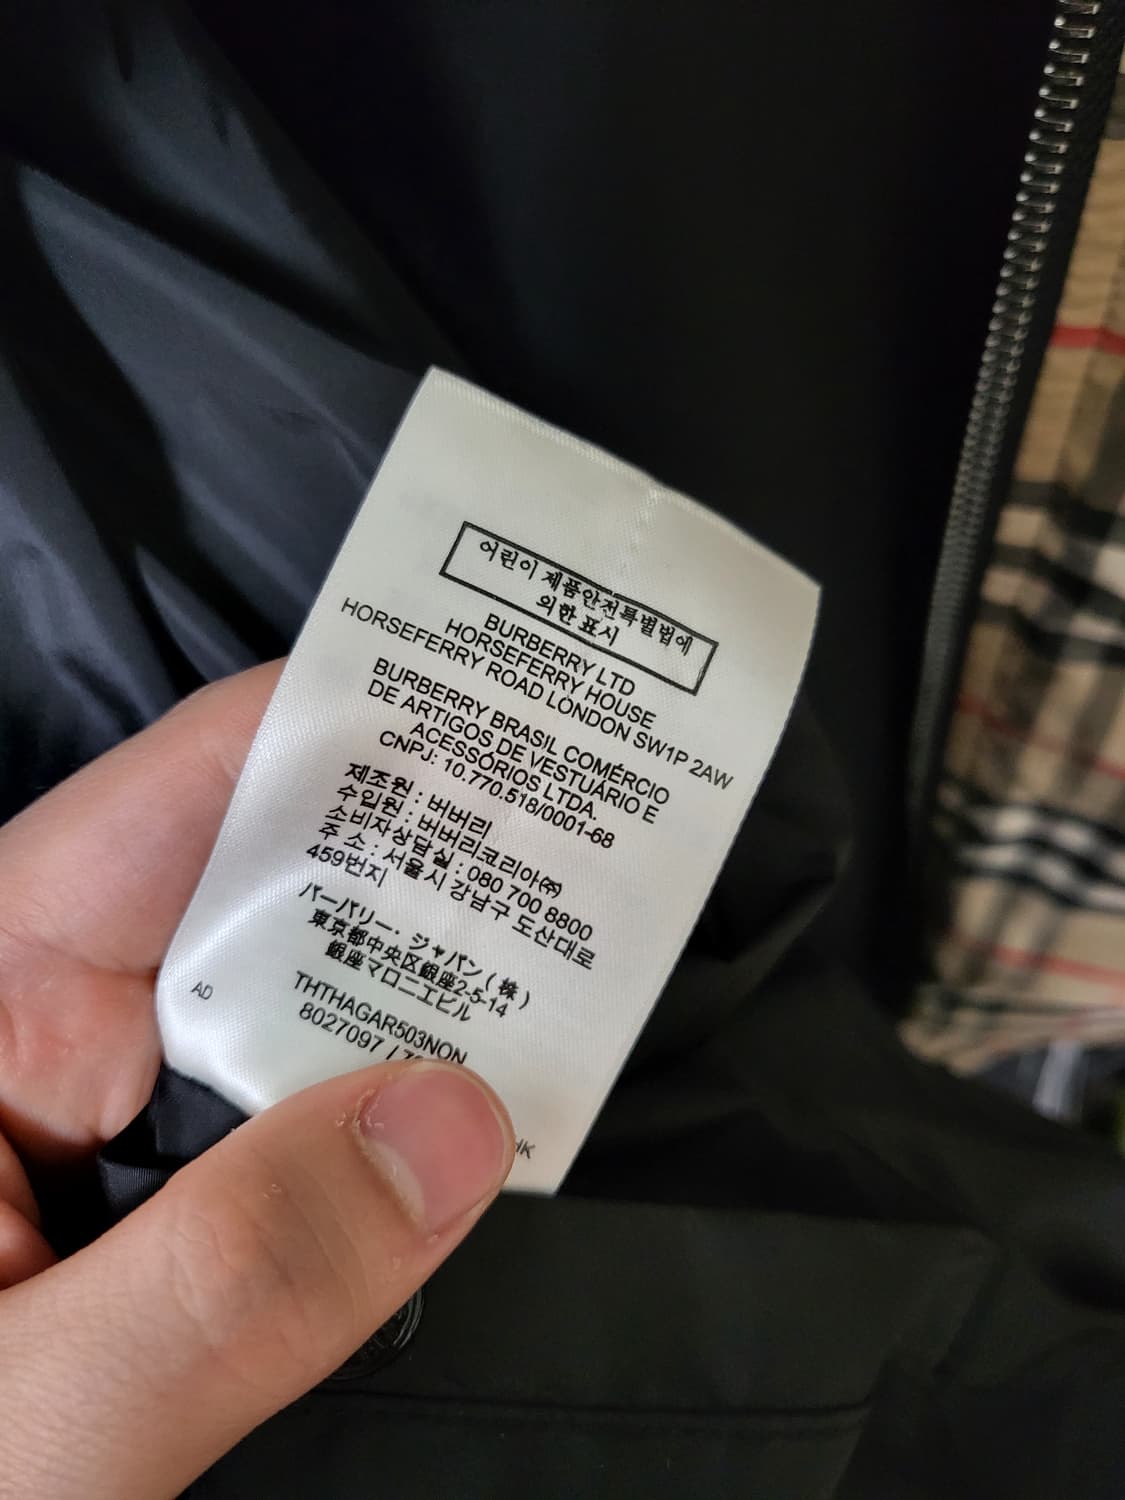 어린이 제품안전특별법에
의한 표시
BURBERRY LTD
HORSEFERRY HOUSE
HORSEFERRY ROAD LONDON SW1P 2AW
BURBERRY BRASIL COMÉRCIO
DE ARTIGOS DE VESTUÁRIO E
ACESSÓRIOS LTDA.
CNPJ: 10.770.518/0001-68
제조원 : 버버리
수입원 : 버버리코리아㈜
소비자상담실 : 080 700 8800
주 소 : 서울시 강남구 도산대로
459번지
バーバリー・ジャパン(株)
東京都中央区銀座2-5-14
銀座マロニエビル
AD
THTHAGAR503NON
8027097 /
HK